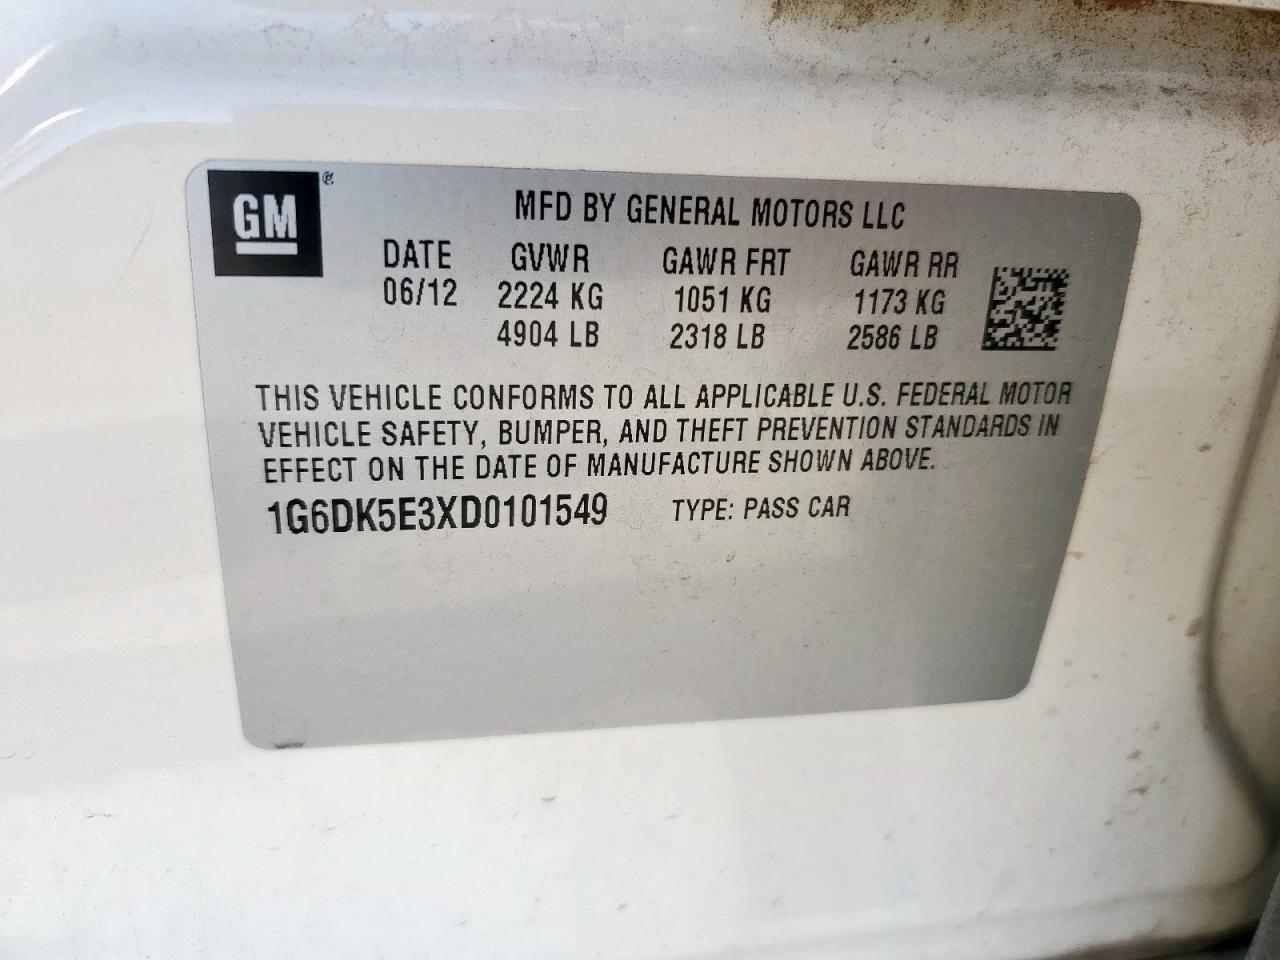 GM
MFD BY GENERAL MOTORS LLC
DATE GVWR GAWR FRT GAWR RR
06/12 2224 KG 1051 KG 1173 KG
4904 LB 2318 LB 2586 LB
THIS VEHICLE CONFORMS TO ALL APPLICABLE U.S. FEDERAL MOTOR
VEHICLE SAFETY, BUMPER, AND THEFT PREVENTION STANDARDS IN
EFFECT ON THE DATE OF MANUFACTURE SHOWN ABOVE.
1G6DK5E3XD0101549 TYPE: PASS CAR